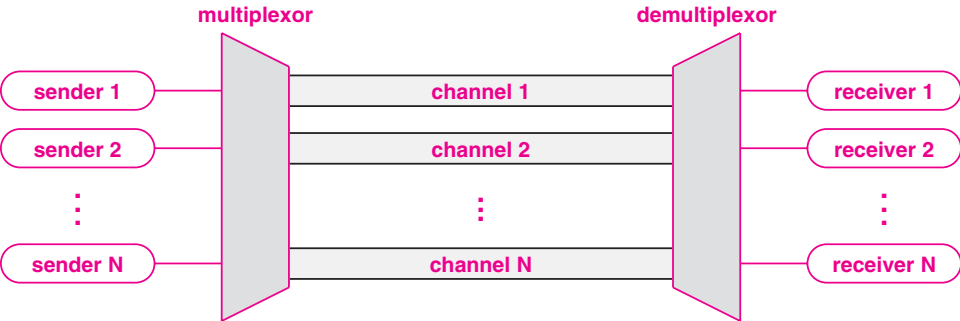 multiplexor demultiplexor
sender 1 channel 1 receiver 1
sender 2 channel 2 receiver 2
sender N channel N receiver N